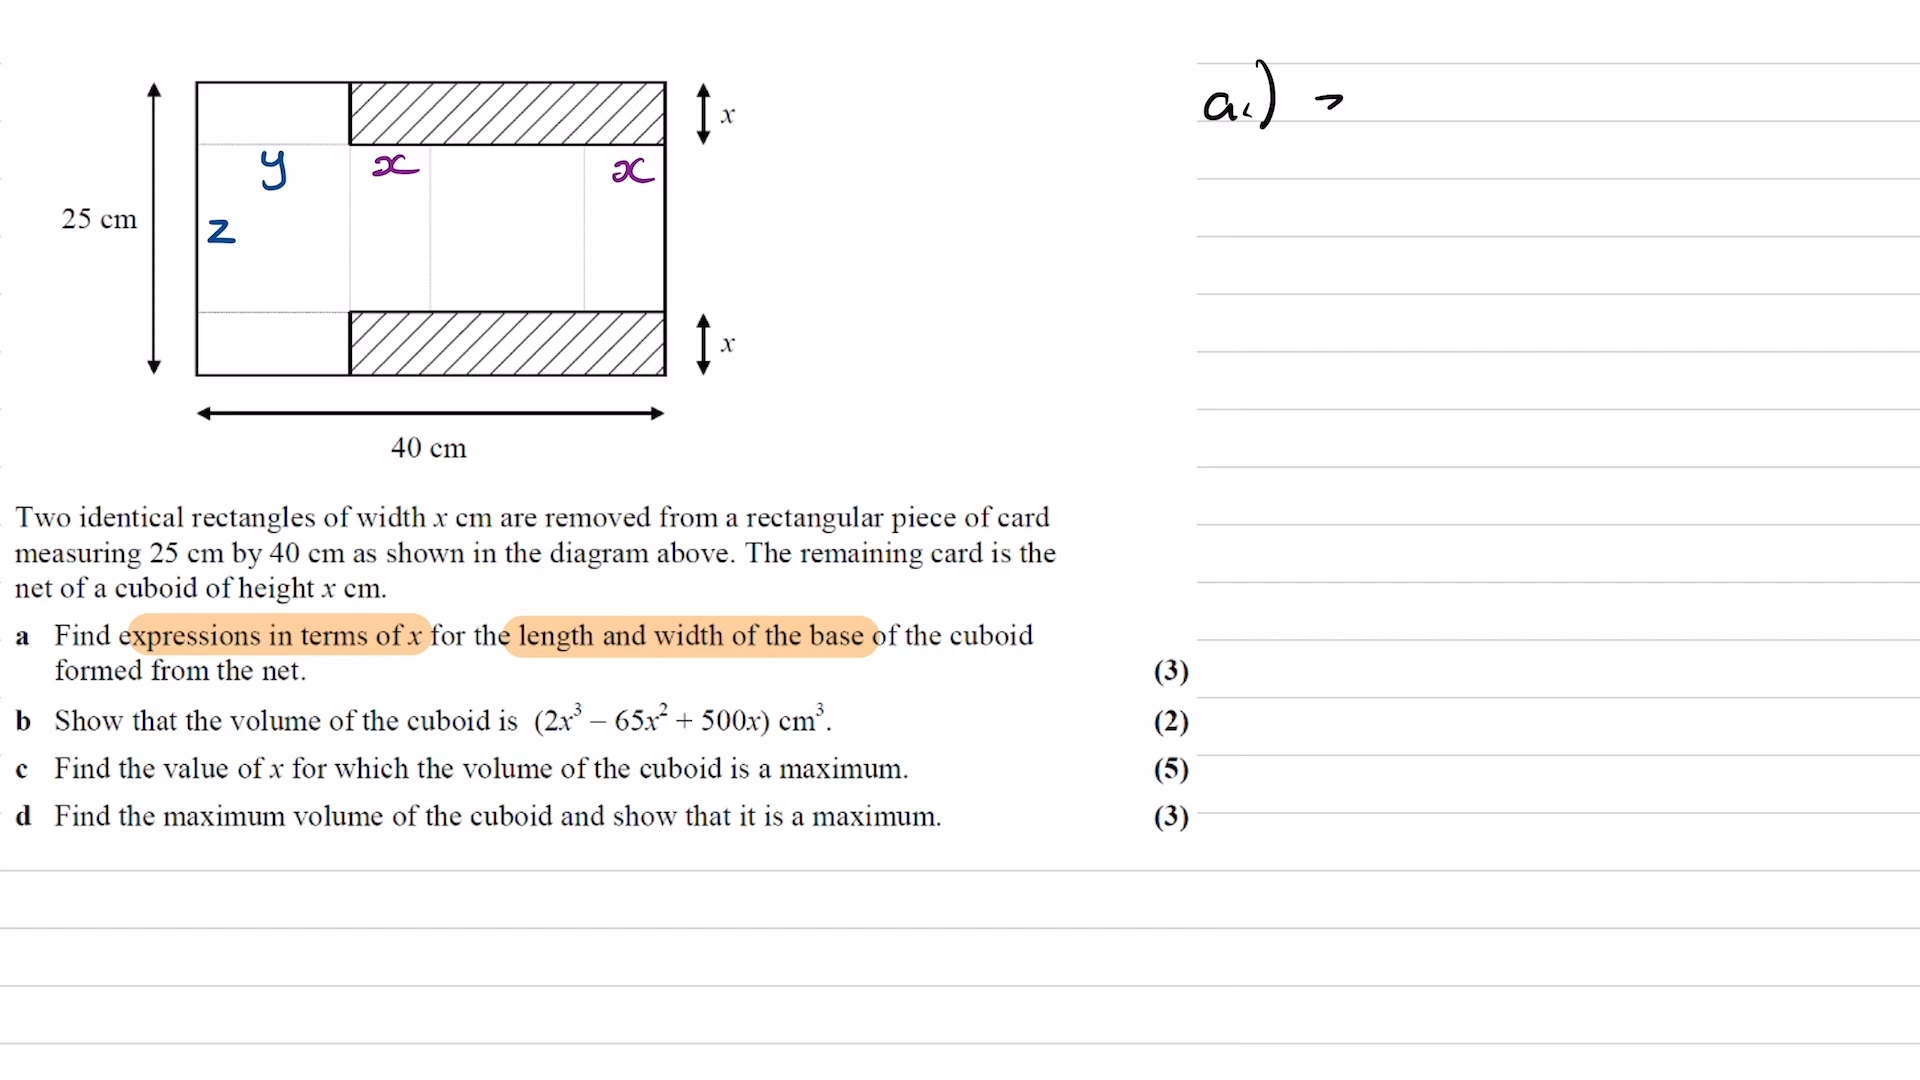 a.)
x
y x x
25 cm
z
x
40 cm
Two identical rectangles of width x cm are removed from a rectangular piece of card
measuring 25 cm by 40 cm as shown in the diagram above. The remaining card is the
net of a cuboid of height x cm.
a Find expressions in terms of x for the length and width of the base of the cuboid
formed from the net. (3)
b Show that the volume of the cuboid is (2x³ – 65x² + 500x) cm³. (2)
c Find the value of x for which the volume of the cuboid is a maximum. (5)
d Find the maximum volume of the cuboid and show that it is a maximum. (3)